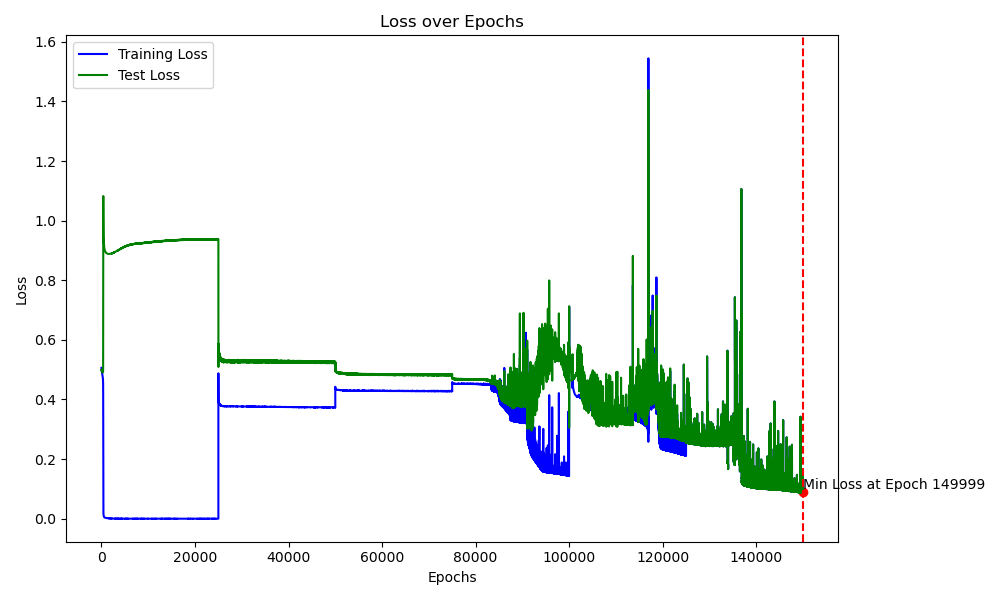 Loss over Epochs
Training Loss
Test Loss
1.6
1.4
1.2
1.0
0.8
0.6
0.4
0.2
0.0
Loss
Min Loss at Epoch 149999
0 20000 40000 60000 80000 100000 120000 140000
Epochs